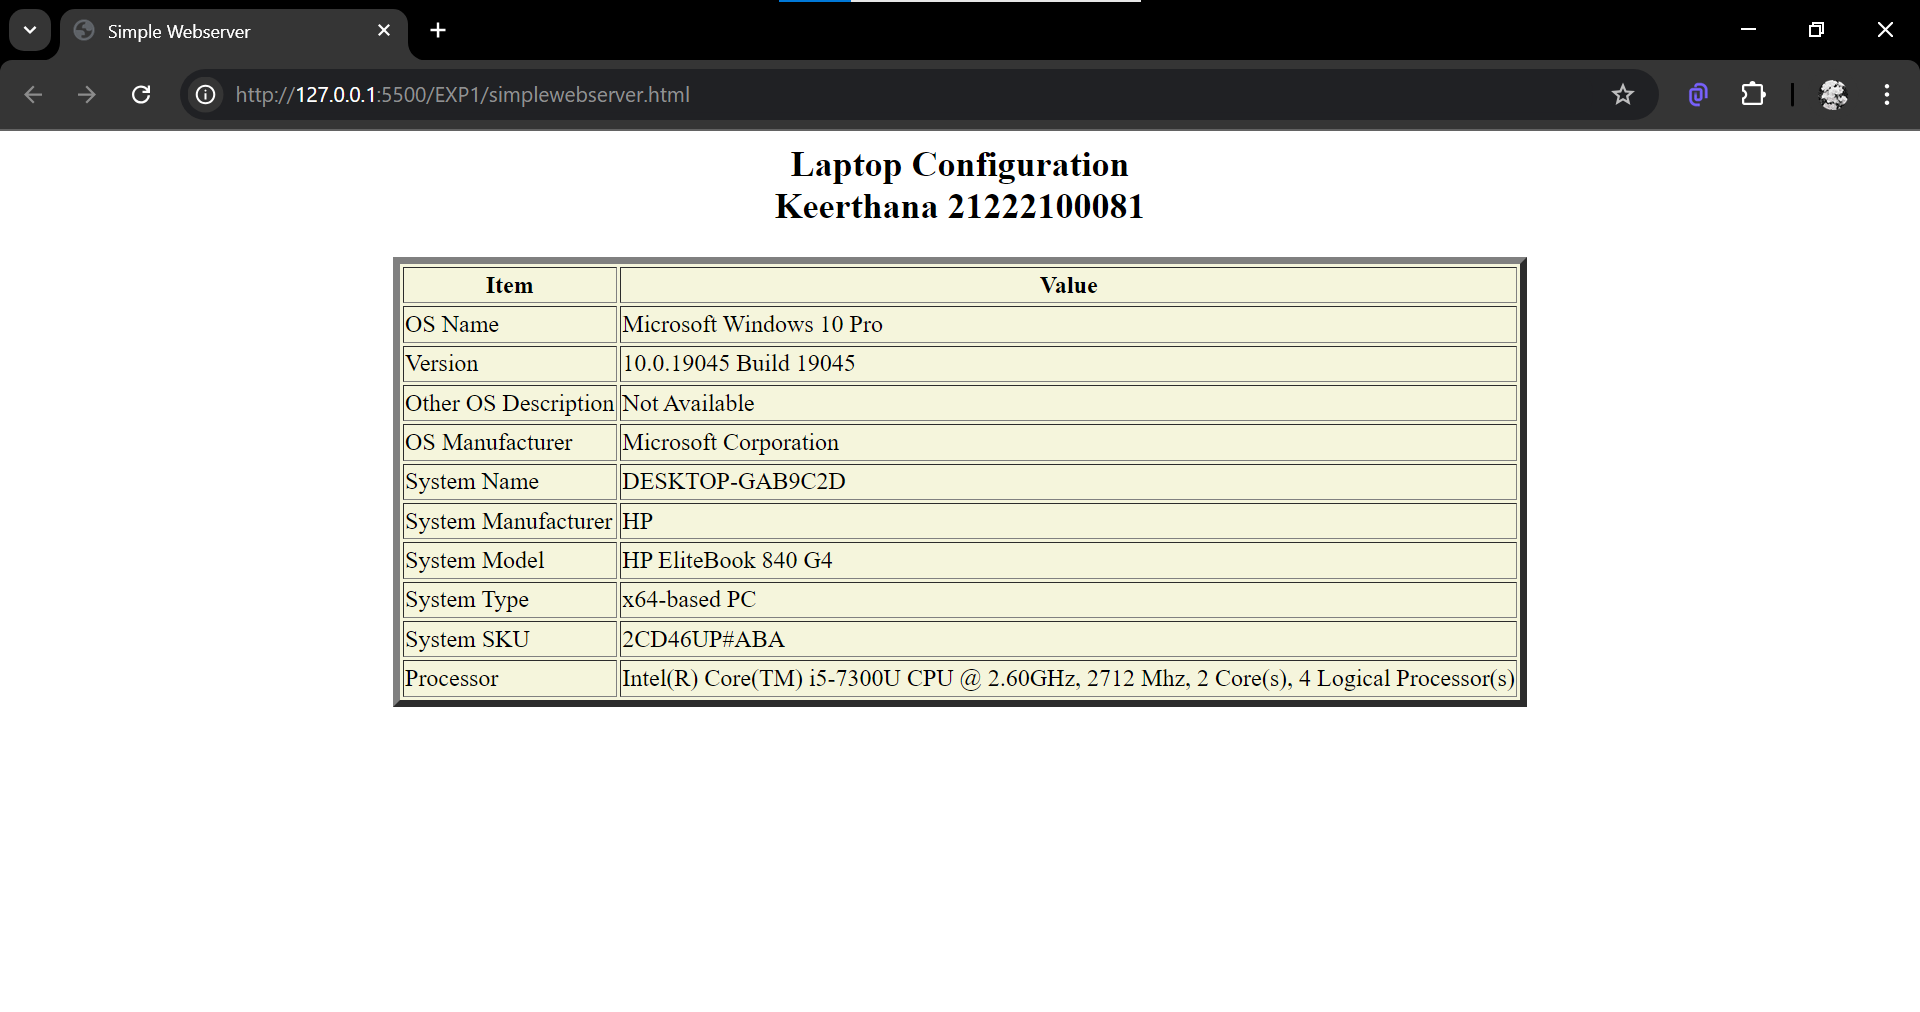 Simple Webserver
http://127.0.0.1:5500/EXP1/simplewebserver.html
Laptop Configuration
Keerthana 21222100081
Item Value
OS Name Microsoft Windows 10 Pro
Version 10.0.19045 Build 19045
Other OS Description Not Available
OS Manufacturer Microsoft Corporation
System Name DESKTOP-GAB9C2D
System Manufacturer HP
System Model HP EliteBook 840 G4
System Type x64-based PC
System SKU 2CD46UP#ABA
Processor Intel(R) Core(TM) i5-7300U CPU @ 2.60GHz, 2712 Mhz, 2 Core(s), 4 Logical Processor(s)